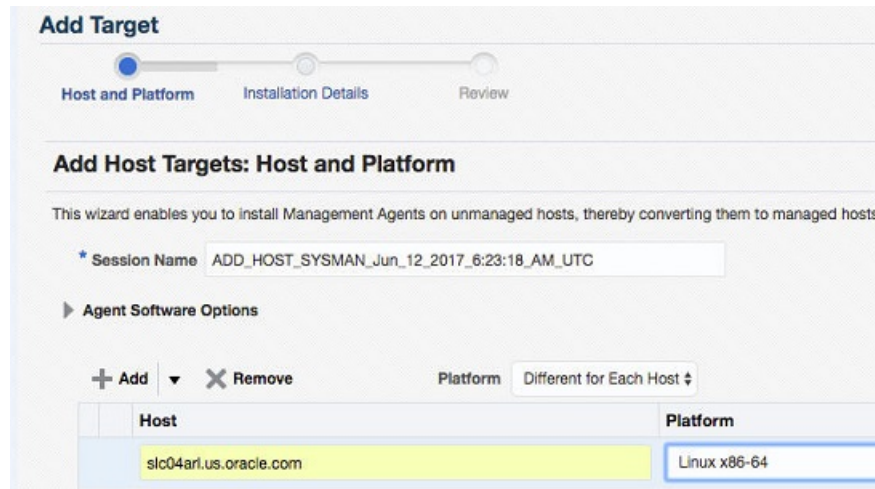 Add Target
Host and Platform Installation Details Review
Add Host Targets: Host and Platform
This wizard enables you to install Management Agents on unmanaged hosts, thereby converting them to managed hosts
* Session Name ADD_HOST_SYSMAN_Jun_12_2017_6:23:18_AM_UTC
Agent Software Options
Add Remove Platform Different for Each Host
Host Platform
slc04arl.us.oracle.com Linux x86-64